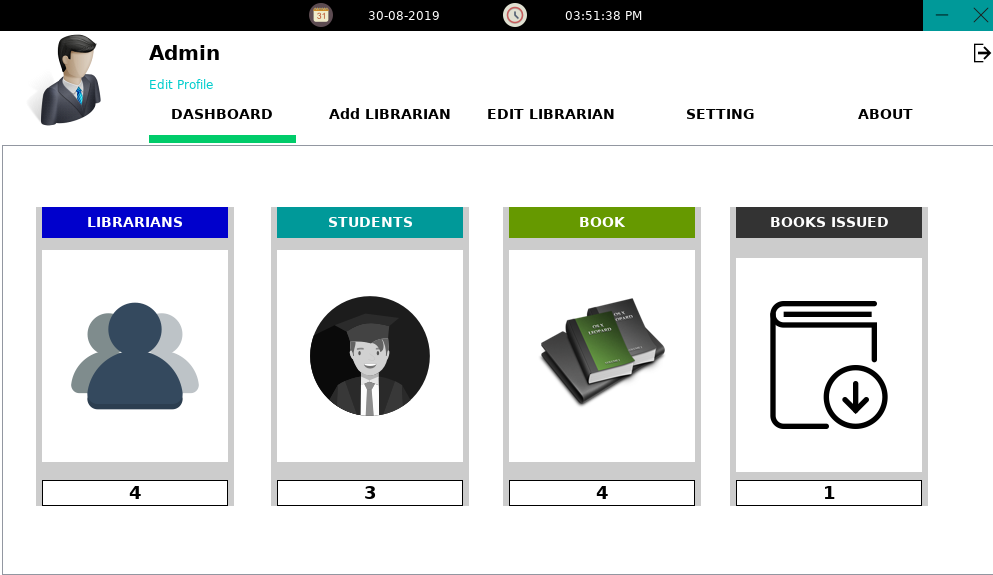 31 30-08-2019 03:51:38 PM
Admin
Edit Profile
DASHBOARD Add LIBRARIAN EDIT LIBRARIAN SETTING ABOUT
LIBRARIANS STUDENTS BOOK BOOKS ISSUED
OS X
4 3 4 1